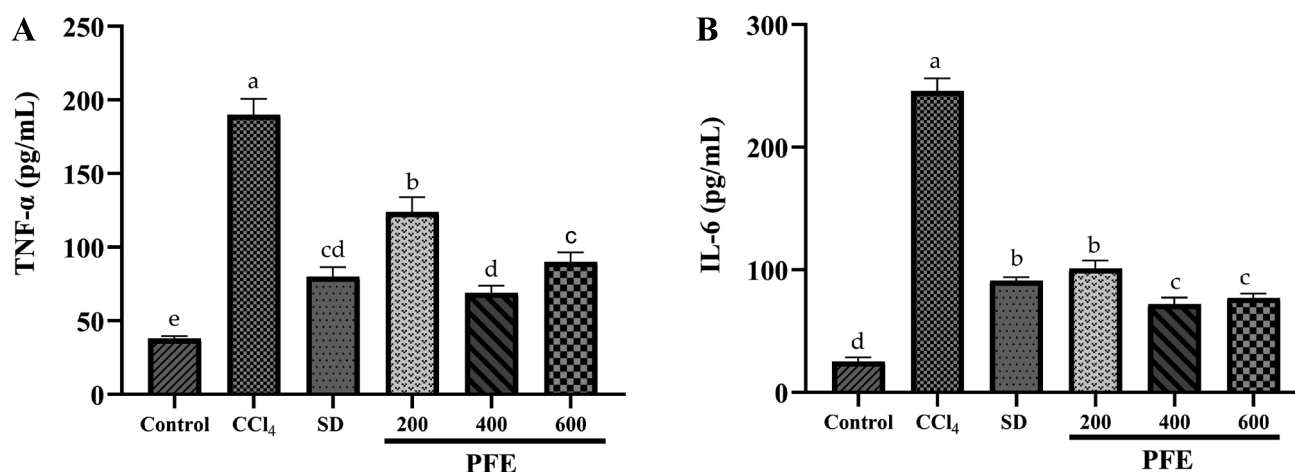 A
TNF-α (pg/mL)
250
200
150
100
50
0
a
b
cd
c
d
e
Control CCl₄ SD 200 400 600
PFE
B
IL-6 (pg/mL)
300
200
100
0
a
b
b
c
c
d
Control CCl₄ SD 200 400 600
PFE